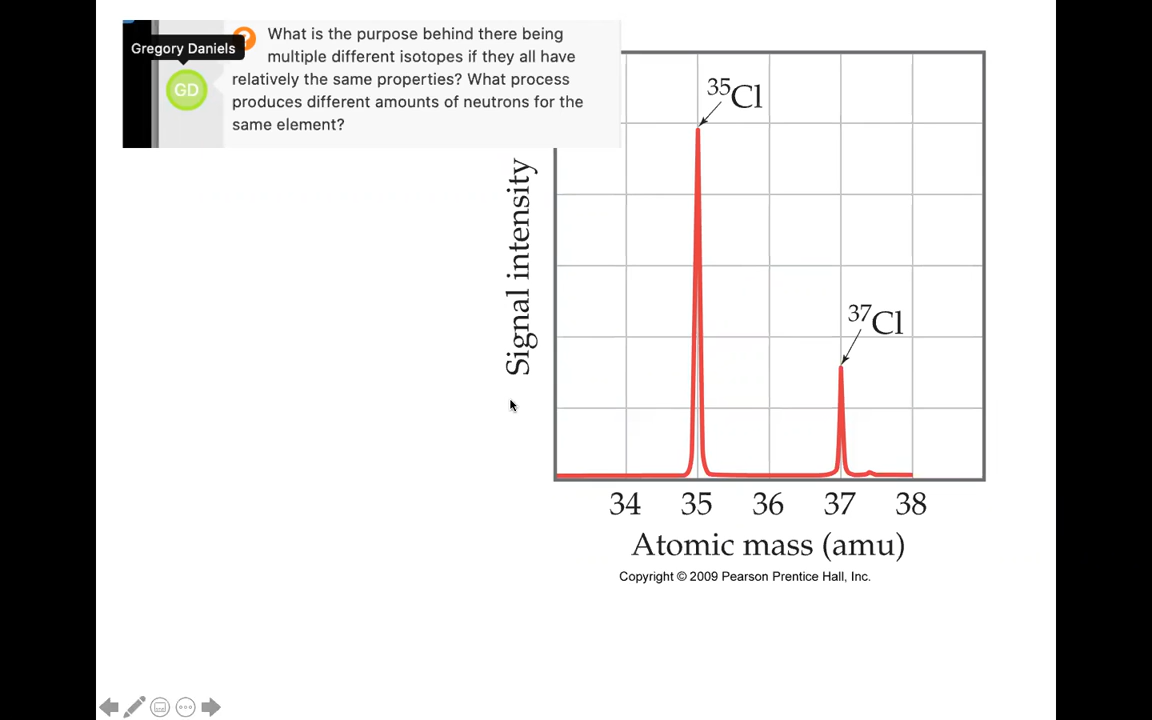 Gregory Daniels
GD
What is the purpose behind there being
multiple different isotopes if they all have
relatively the same properties? What process
produces different amounts of neutrons for the
same element?
35Cl
37Cl
Signal intensity
34 35 36 37 38
Atomic mass (amu)
Copyright © 2009 Pearson Prentice Hall, Inc.